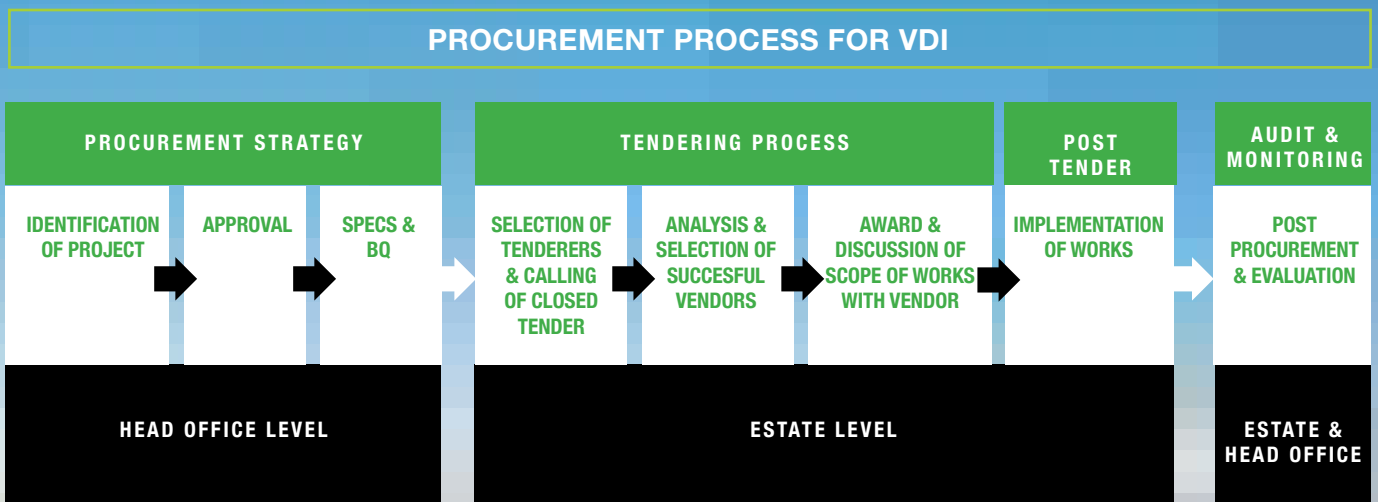 PROCUREMENT PROCESS FOR VDI
PROCUREMENT STRATEGY
TENDERING PROCESS
POST
TENDER
AUDIT &
MONITORING
IDENTIFICATION
OF PROJECT
APPROVAL
SPECS &
BQ
SELECTION OF
TENDERERS
& CALLING
OF CLOSED
TENDER
ANALYSIS &
SELECTION OF
SUCCESFUL
VENDORS
AWARD &
DISCUSSION OF
SCOPE OF WORKS
WITH VENDOR
IMPLEMENTATION
OF WORKS
POST
PROCUREMENT
& EVALUATION
HEAD OFFICE LEVEL
ESTATE LEVEL
ESTATE &
HEAD OFFICE